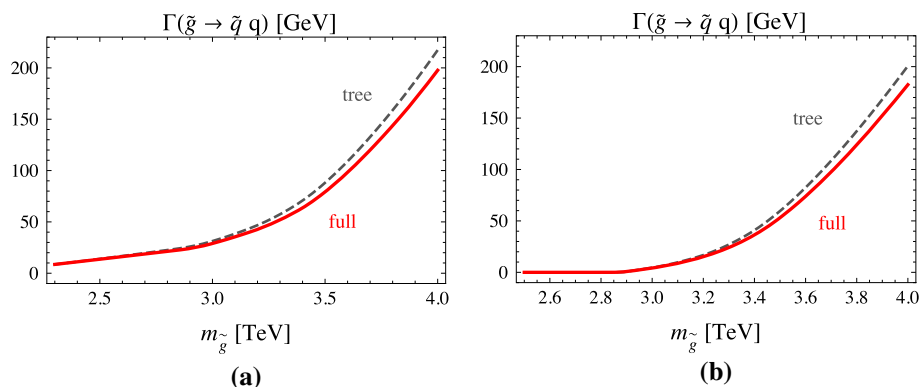 Γ(g̃ → q̃ q) [GeV]
200
150
100
50
0
tree
full
2.5 3.0 3.5 4.0
m_g̃ [TeV]
(a)
Γ(g̃ → q̃ q) [GeV]
200
150
100
50
0
tree
full
2.6 2.8 3.0 3.2 3.4 3.6 3.8 4.0
m_g̃ [TeV]
(b)